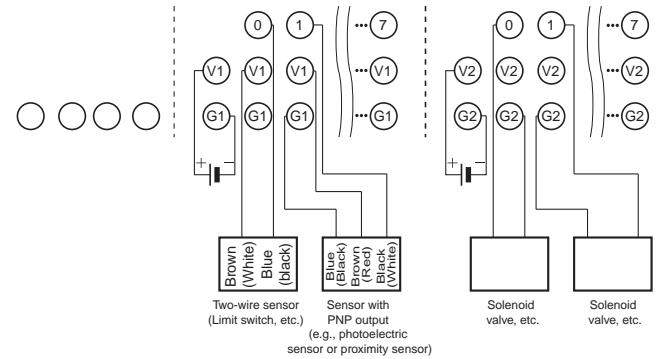 0 1 ••• 7
V1 V1 V1 ••• V1
G1 G1 G1 ••• G1
+ −
0 1 ••• 7
V2 V2 V2 ••• V2
G2 G2 G2 ••• G2
+ −
Brown
(White)
Blue
(black)
Blue
(Black)
Brown
(Red)
Black
(White)
Two-wire sensor
(Limit switch, etc.)
Sensor with
PNP output
(e.g., photoelectric
sensor or proximity sensor)
Solenoid
valve, etc.
Solenoid
valve, etc.